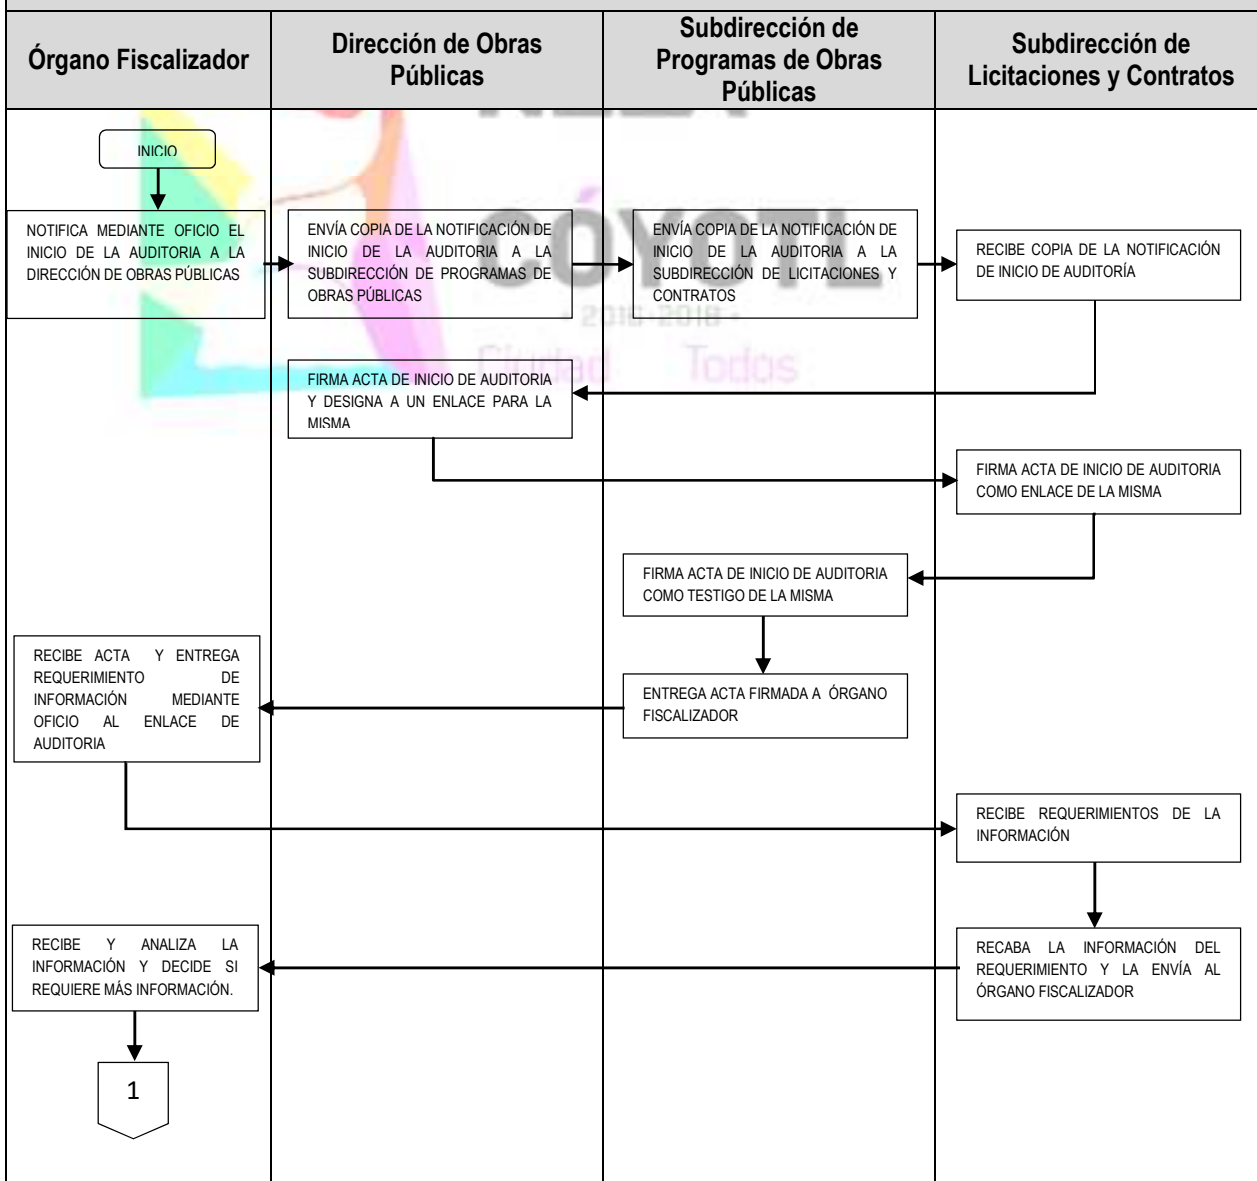 Órgano Fiscalizador
Dirección de Obras
Públicas
Subdirección de
Programas de Obras
Públicas
Subdirección de
Licitaciones y Contratos
INICIO
NOTIFICA MEDIANTE OFICIO EL
INICIO DE LA AUDITORIA A LA
DIRECCIÓN DE OBRAS PÚBLICAS
ENVÍA COPIA DE LA NOTIFICACIÓN DE
INICIO DE LA AUDITORIA A LA
SUBDIRECCIÓN DE PROGRAMAS DE
OBRAS PÚBLICAS
ENVÍA COPIA DE LA NOTIFICACIÓN DE
INICIO DE LA AUDITORIA A LA
SUBDIRECCIÓN DE LICITACIONES Y
CONTRATOS
RECIBE COPIA DE LA NOTIFICACIÓN
DE INICIO DE AUDITORÍA
CÓYOTL
- 2016-2018 -
Ciudad Todos
FIRMA ACTA DE INICIO DE AUDITORIA
Y DESIGNA A UN ENLACE PARA LA
MISMA
FIRMA ACTA DE INICIO DE AUDITORIA
COMO ENLACE DE LA MISMA
FIRMA ACTA DE INICIO DE AUDITORIA
COMO TESTIGO DE LA MISMA
ENTREGA ACTA FIRMADA A ÓRGANO
FISCALIZADOR
RECIBE ACTA Y ENTREGA
REQUERIMIENTO DE
INFORMACIÓN MEDIANTE
OFICIO AL ENLACE DE
AUDITORIA
RECIBE REQUERIMIENTOS DE LA
INFORMACIÓN
RECABA LA INFORMACIÓN DEL
REQUERIMIENTO Y LA ENVÍA AL
ÓRGANO FISCALIZADOR
RECIBE Y ANALIZA LA
INFORMACIÓN Y DECIDE SI
REQUIERE MÁS INFORMACIÓN.
1